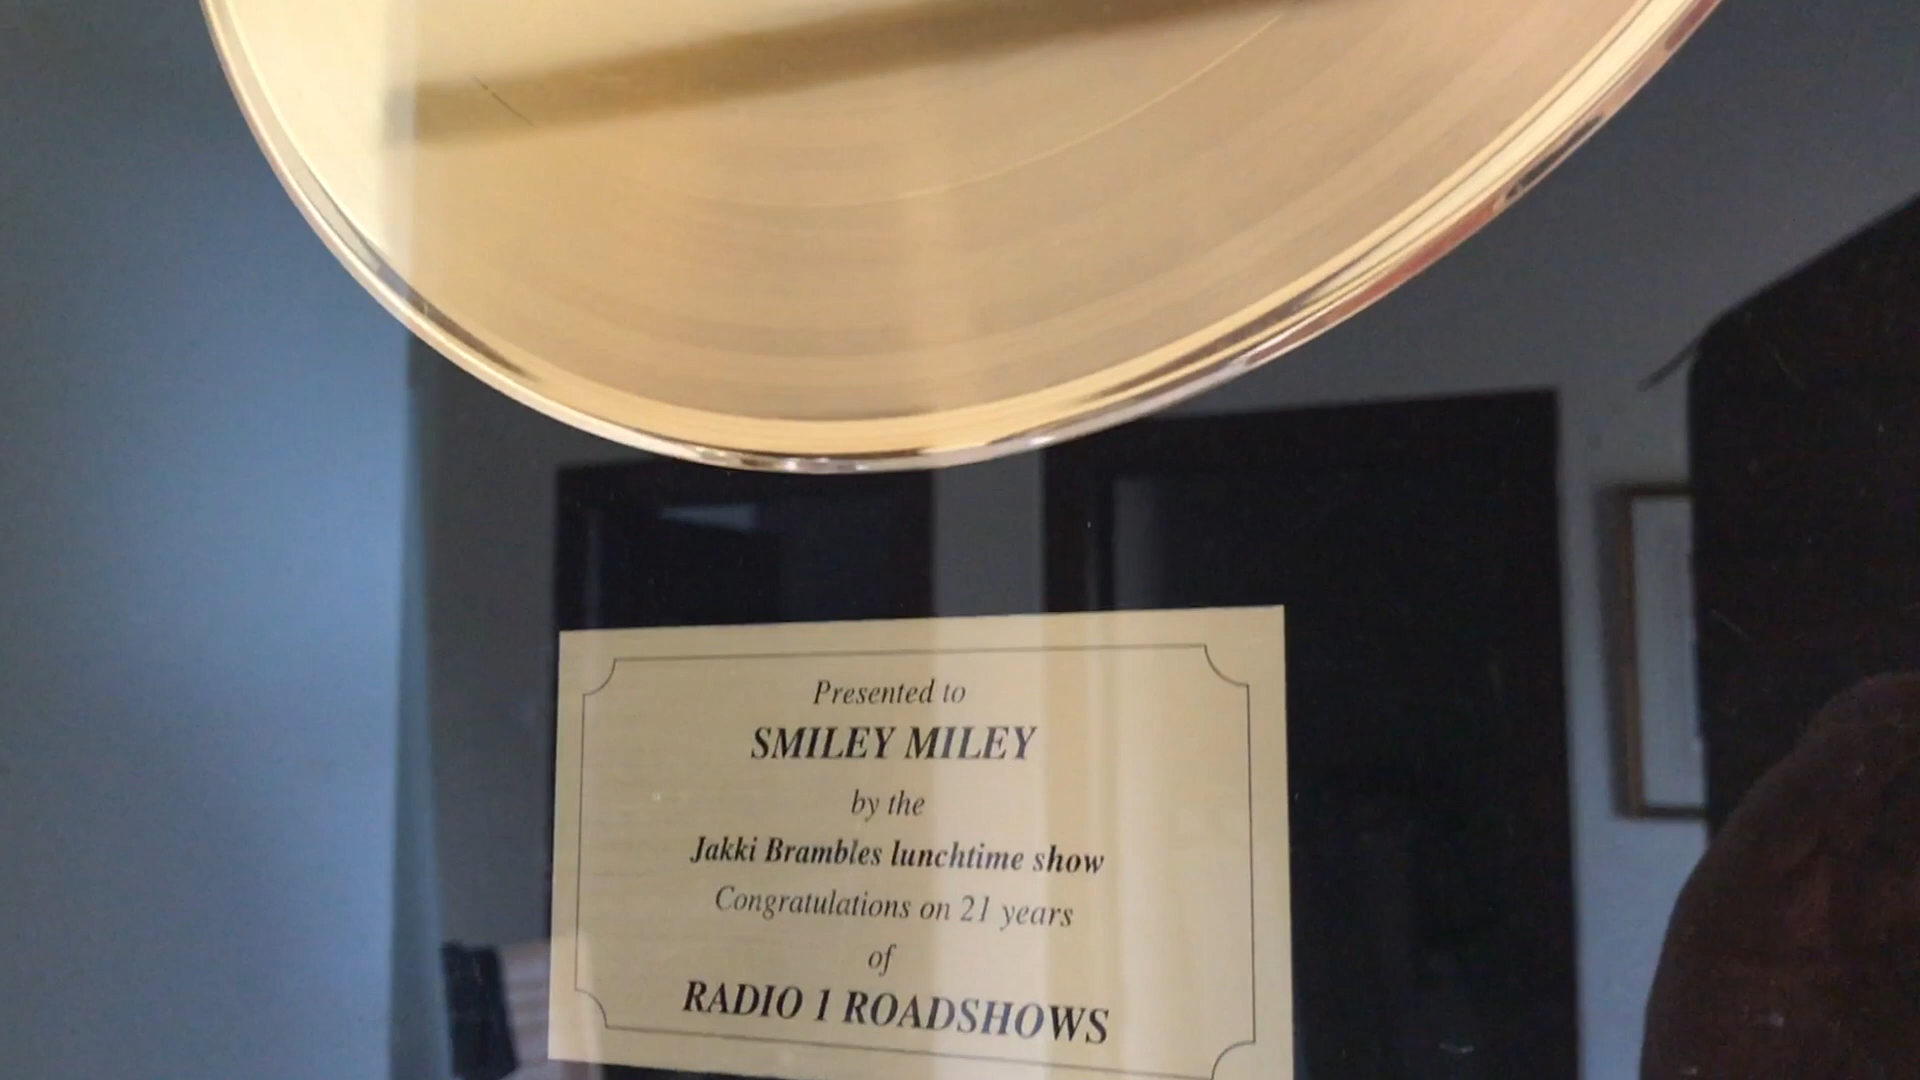 Presented to
SMILEY MILEY
by the
Jakki Brambles lunchtime show
Congratulations on 21 years
of
RADIO 1 ROADSHOWS